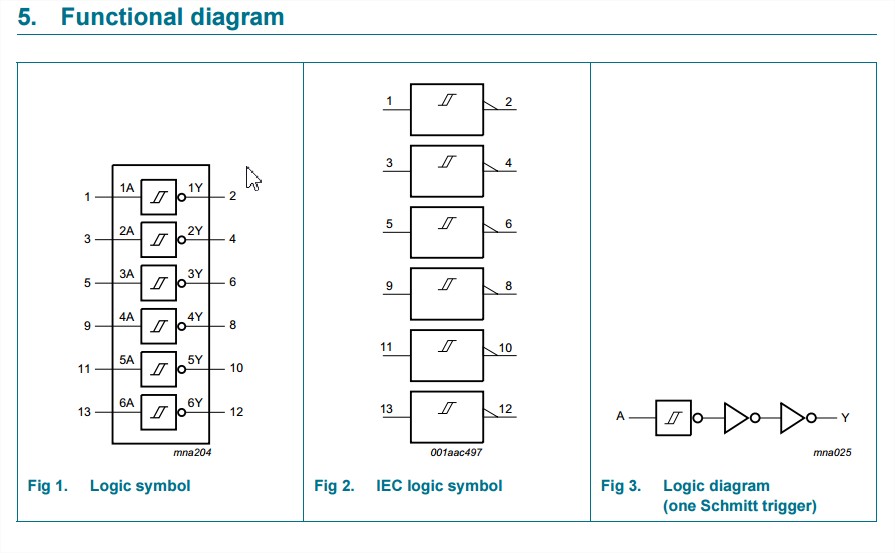 5. Functional diagram
1 1A 1Y 2
3 2A 2Y 4
5 3A 3Y 6
9 4A 4Y 8
11 5A 5Y 10
13 6A 6Y 12
mna204
Fig 1. Logic symbol
1 2
3 4
5 6
9 8
11 10
13 12
001aac497
Fig 2. IEC logic symbol
A Y
mna025
Fig 3. Logic diagram
(one Schmitt trigger)